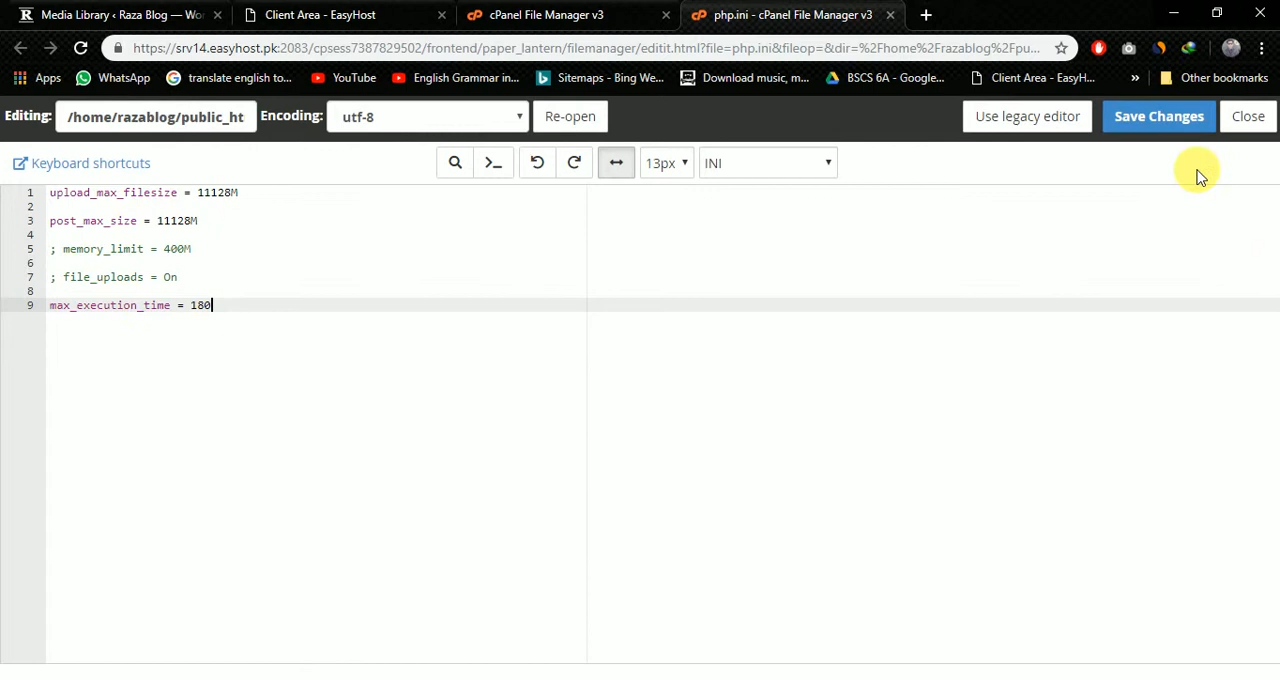 Media Library ‹ Raza Blog — Wo
Client Area - EasyHost
cPanel File Manager v3
php.ini - cPanel File Manager v3
https://srv14.easyhost.pk:2083/cpsess7387829502/frontend/paper_lantern/filemanager/editit.html?file=php.ini&fileop=&dir=%2Fhome%2Frazablog%2Fpu...
Apps
WhatsApp
translate english to...
YouTube
English Grammar in...
Sitemaps - Bing We...
Download music, m...
BSCS 6A - Google...
Client Area - EasyH...
»
Other bookmarks
Editing:
/home/razablog/public_ht
Encoding:
utf-8
Re-open
Use legacy editor
Save Changes
Close
Keyboard shortcuts
13px
INI
1 upload_max_filesize = 11128M
2
3 post_max_size = 11128M
4
5 ; memory_limit = 400M
6
7 ; file_uploads = On
8
9 max_execution_time = 180